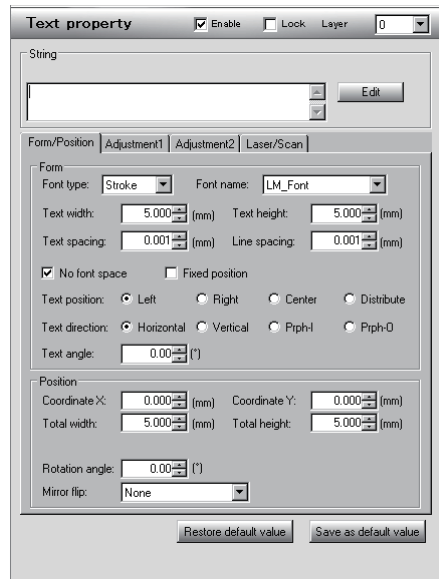 Text property Enable Lock Layer 0
String
Edit
Form/Position Adjustment1 Adjustment2 Laser/Scan
Form
Font type: Stroke Font name: LM_Font
Text width: 5.000 (mm) Text height: 5.000 (mm)
Text spacing: 0.001 (mm) Line spacing: 0.001 (mm)
No font space Fixed position
Text position: Left Right Center Distribute
Text direction: Horizontal Vertical Prph-I Prph-O
Text angle: 0.00 (°)
Position
Coordinate X: 0.000 (mm) Coordinate Y: 0.000 (mm)
Total width: 5.000 (mm) Total height: 5.000 (mm)
Rotation angle: 0.00 (°)
Mirror flip: None
Restore default value Save as default value